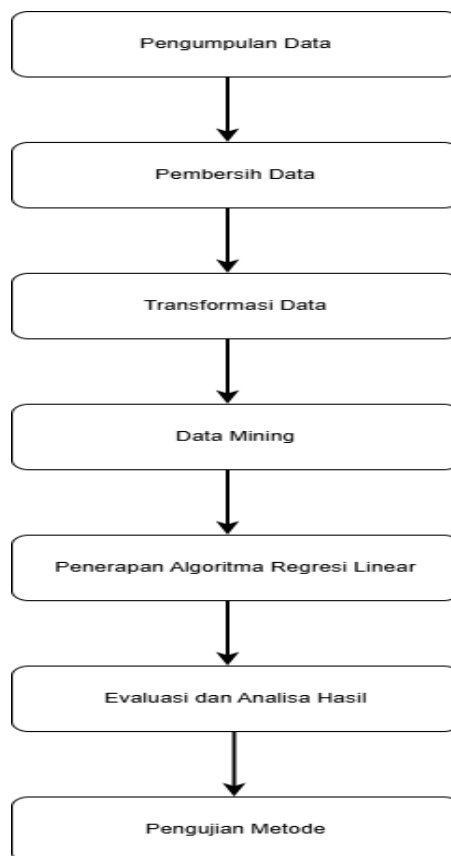 Pengumpulan Data
Pembersih Data
Transformasi Data
Data Mining
Penerapan Algoritma Regresi Linear
Evaluasi dan Analisa Hasil
Pengujian Metode